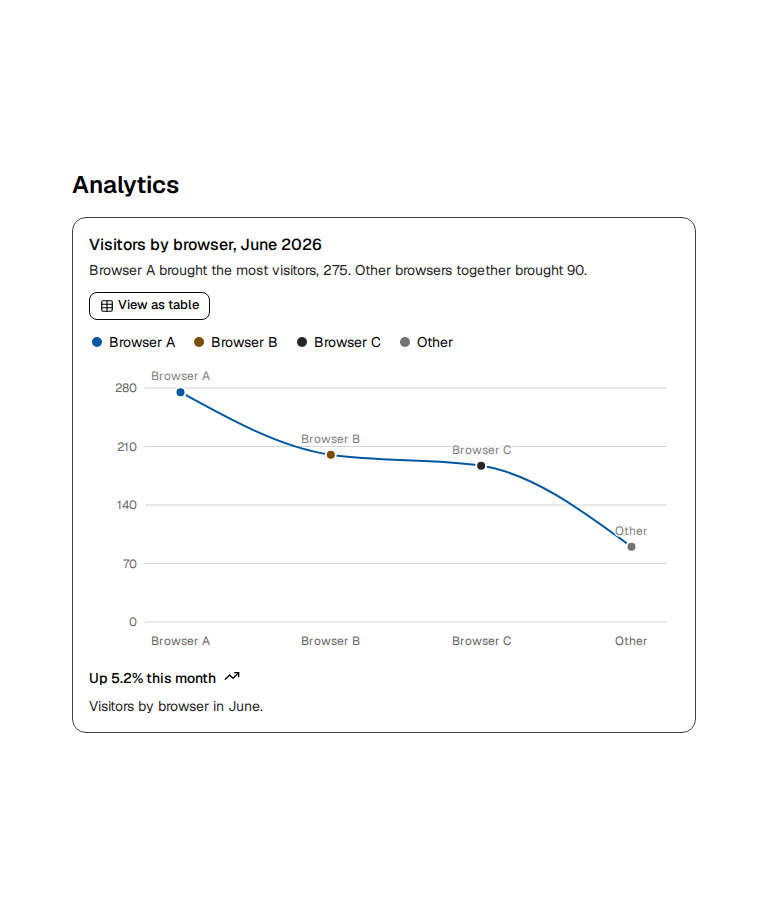 Analytics
Visitors by browser, June 2026
Browser A brought the most visitors, 275. Other browsers together brought 90.
View as table
Browser A Browser B Browser C Other
Browser A
280
Browser B
210
Browser C
140
Other
70
0
Browser A Browser B Browser C Other
Up 5.2% this month
Visitors by browser in June.